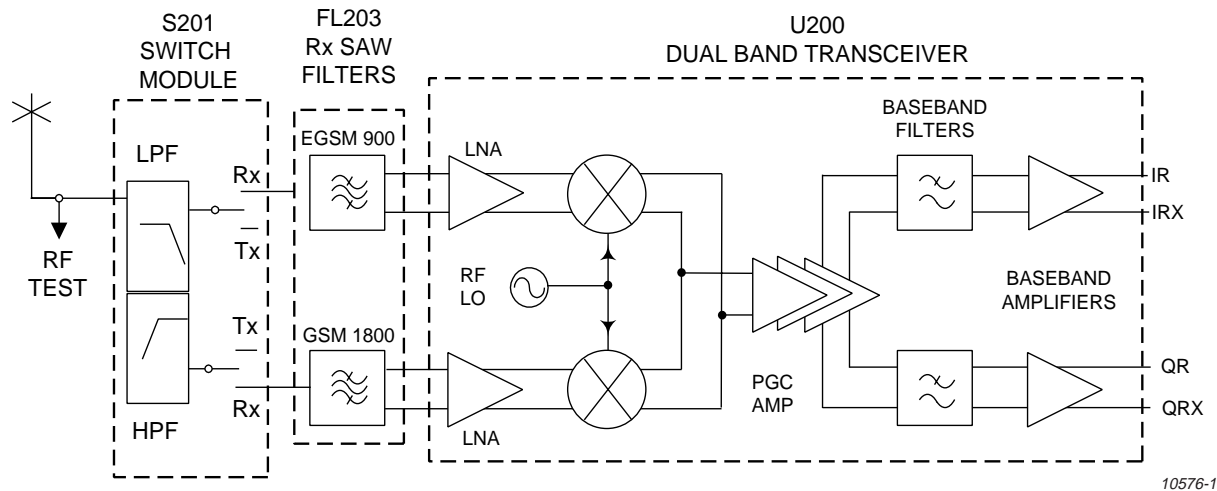 S201
SWITCH
MODULE
FL203
Rx SAW
FILTERS
U200
DUAL BAND TRANSCEIVER
LPF
Rx
Tx
RF
TEST
Tx
Rx
HPF
EGSM 900
GSM 1800
LNA
RF
LO
LNA
PGC
AMP
BASEBAND
FILTERS
BASEBAND
AMPLIFIERS
IR
IRX
QR
QRX
10576-1